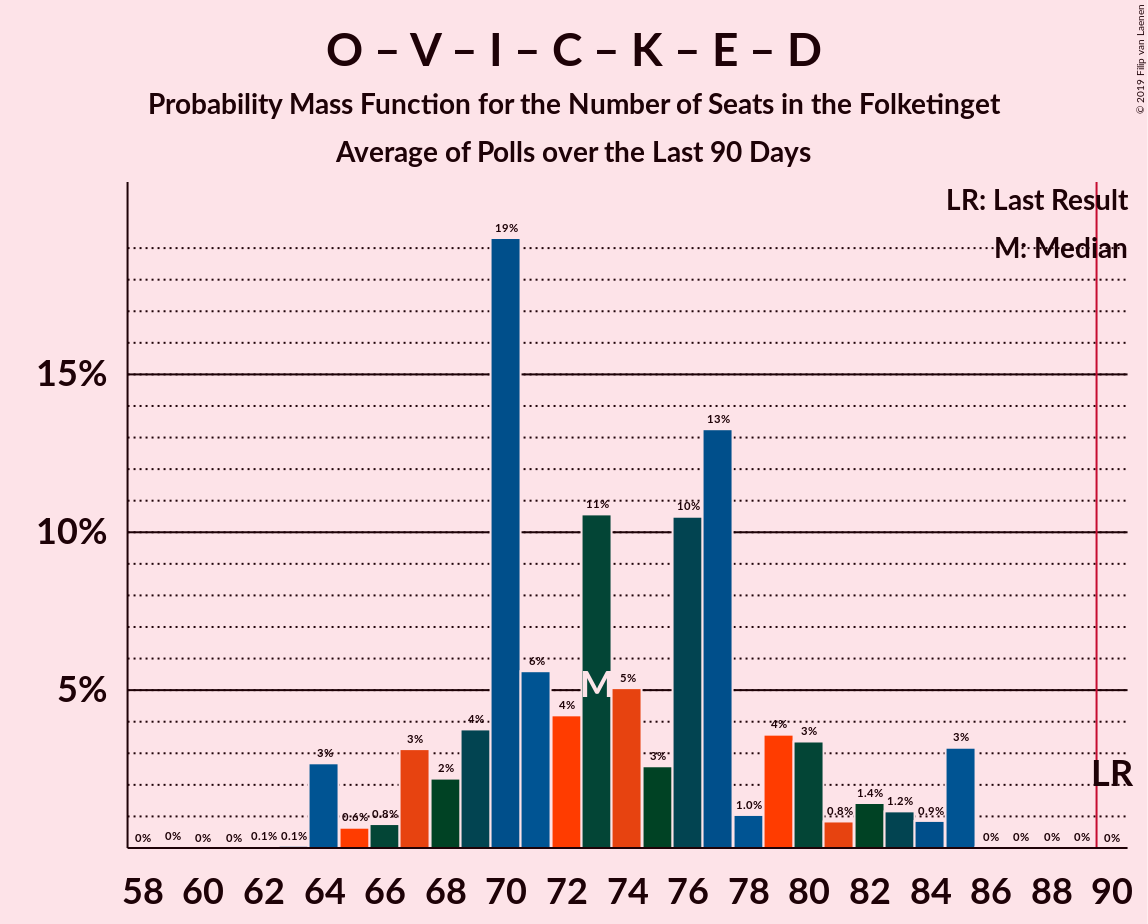 O – V – I – C – K – E – D
Probability Mass Function for the Number of Seats in the Folketinget
Average of Polls over the Last 90 Days
© 2019 Filip van Laenen
LR: Last Result
M: Median
15%
10%
5%
0% 0% 0% 0% 0.1% 0.1% 3% 0.6% 0.8% 3% 2% 4% 19% 6% 4% 11% 5% 3% 10% 13% 1.0% 4% 3% 0.8% 1.4% 1.2% 0.9% 3% 0% 0% 0% 0% 0%
M
LR
58 60 62 64 66 68 70 72 74 76 78 80 82 84 86 88 90